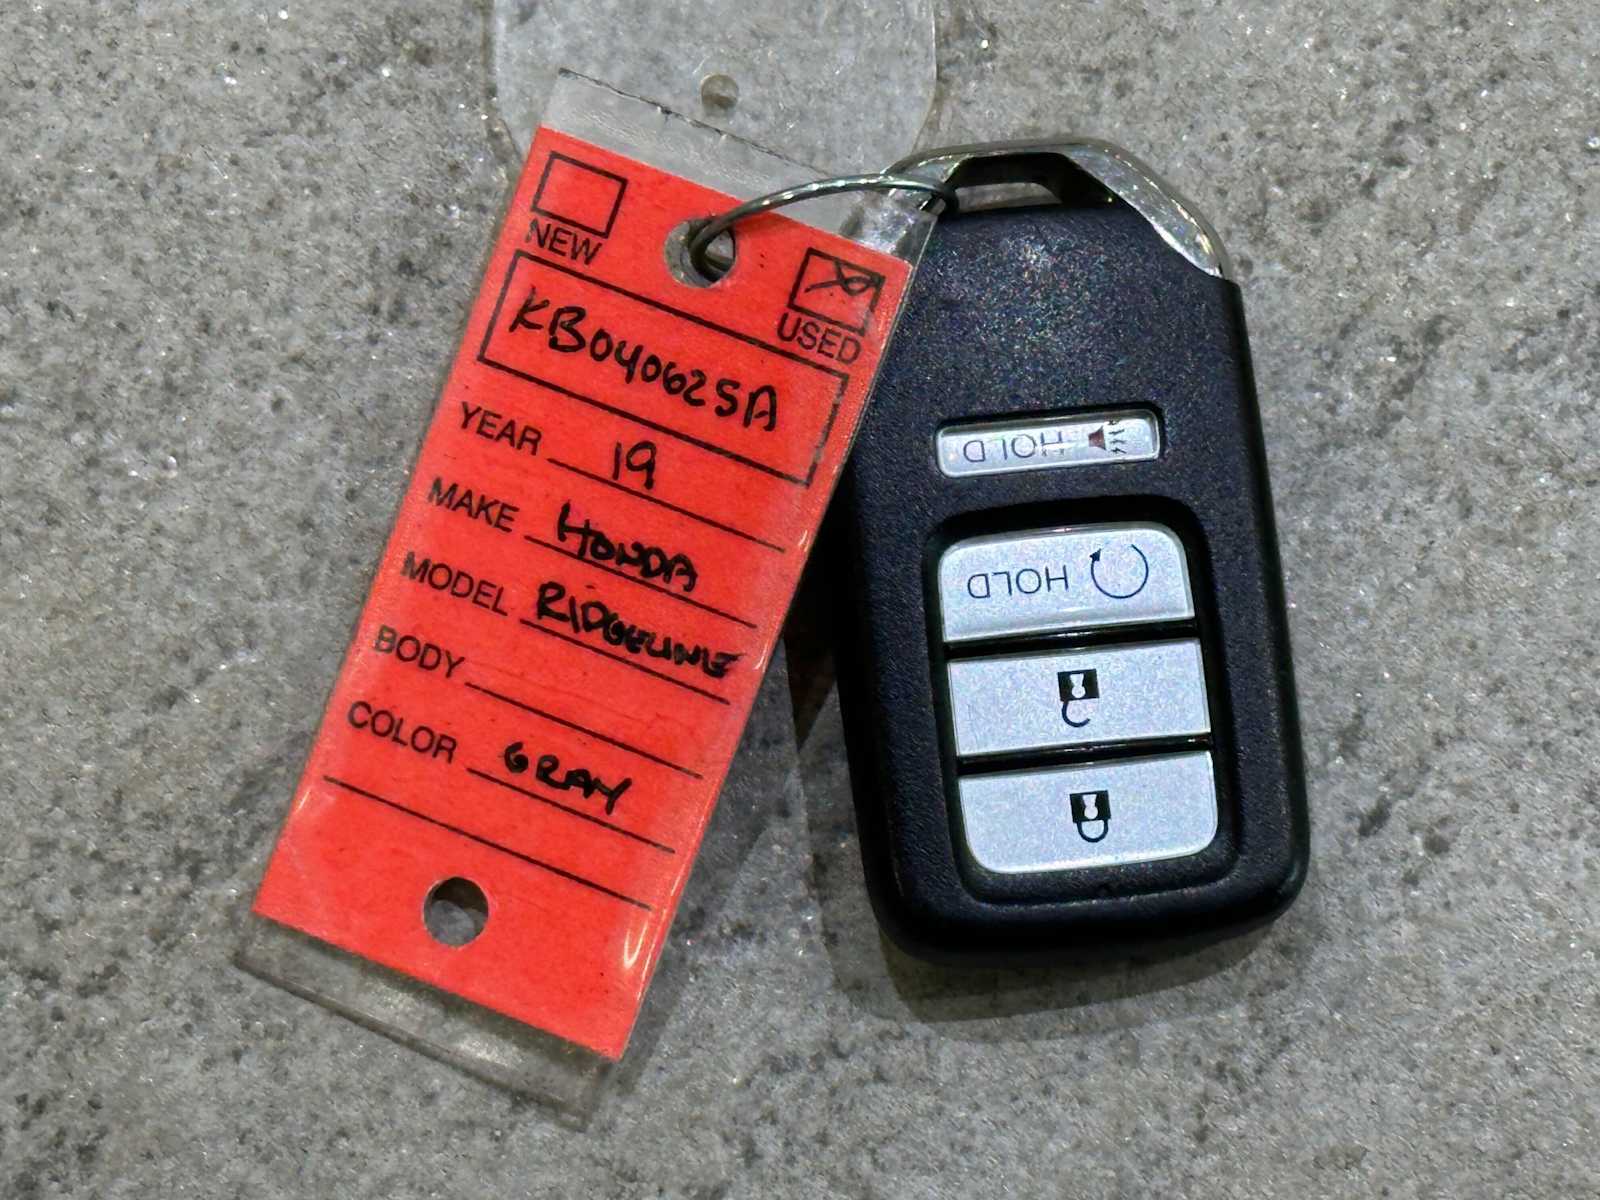 NEW
USED
KB040625A
YEAR 19
MAKE HONDA
MODEL RIDGELINE
BODY
COLOR GRAY
HOLD
HOLD